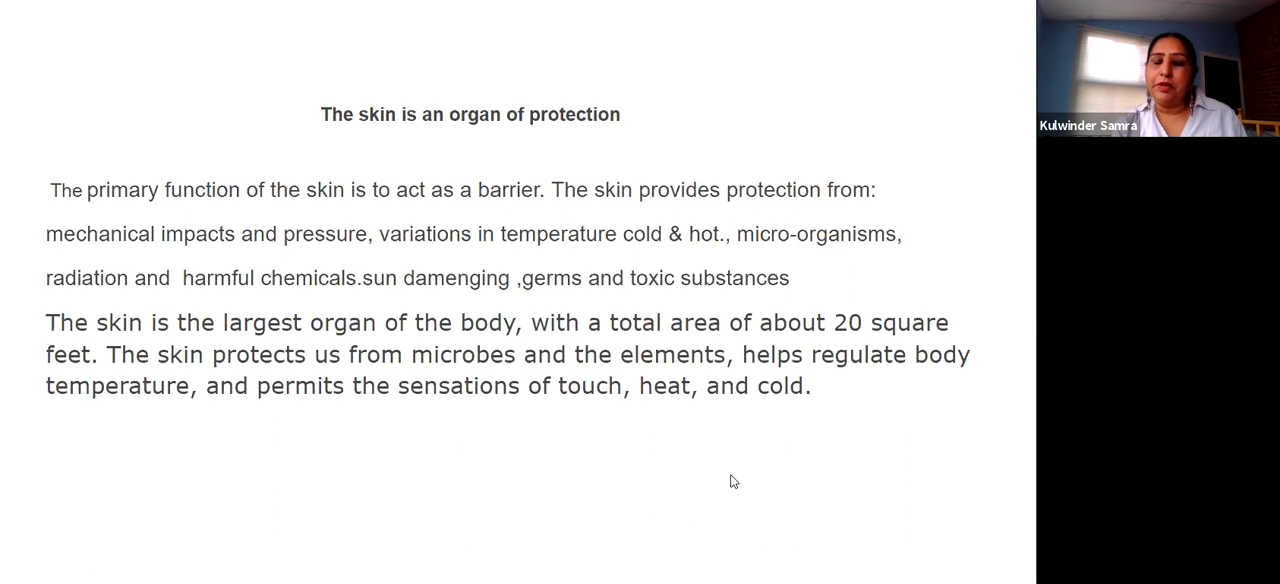 The skin is an organ of protection
The primary function of the skin is to act as a barrier. The skin provides protection from:
mechanical impacts and pressure, variations in temperature cold & hot., micro-organisms,
radiation and  harmful chemicals.sun damenging ,germs and toxic substances
The skin is the largest organ of the body, with a total area of about 20 square
feet. The skin protects us from microbes and the elements, helps regulate body
temperature, and permits the sensations of touch, heat, and cold.
Kulwinder Samra